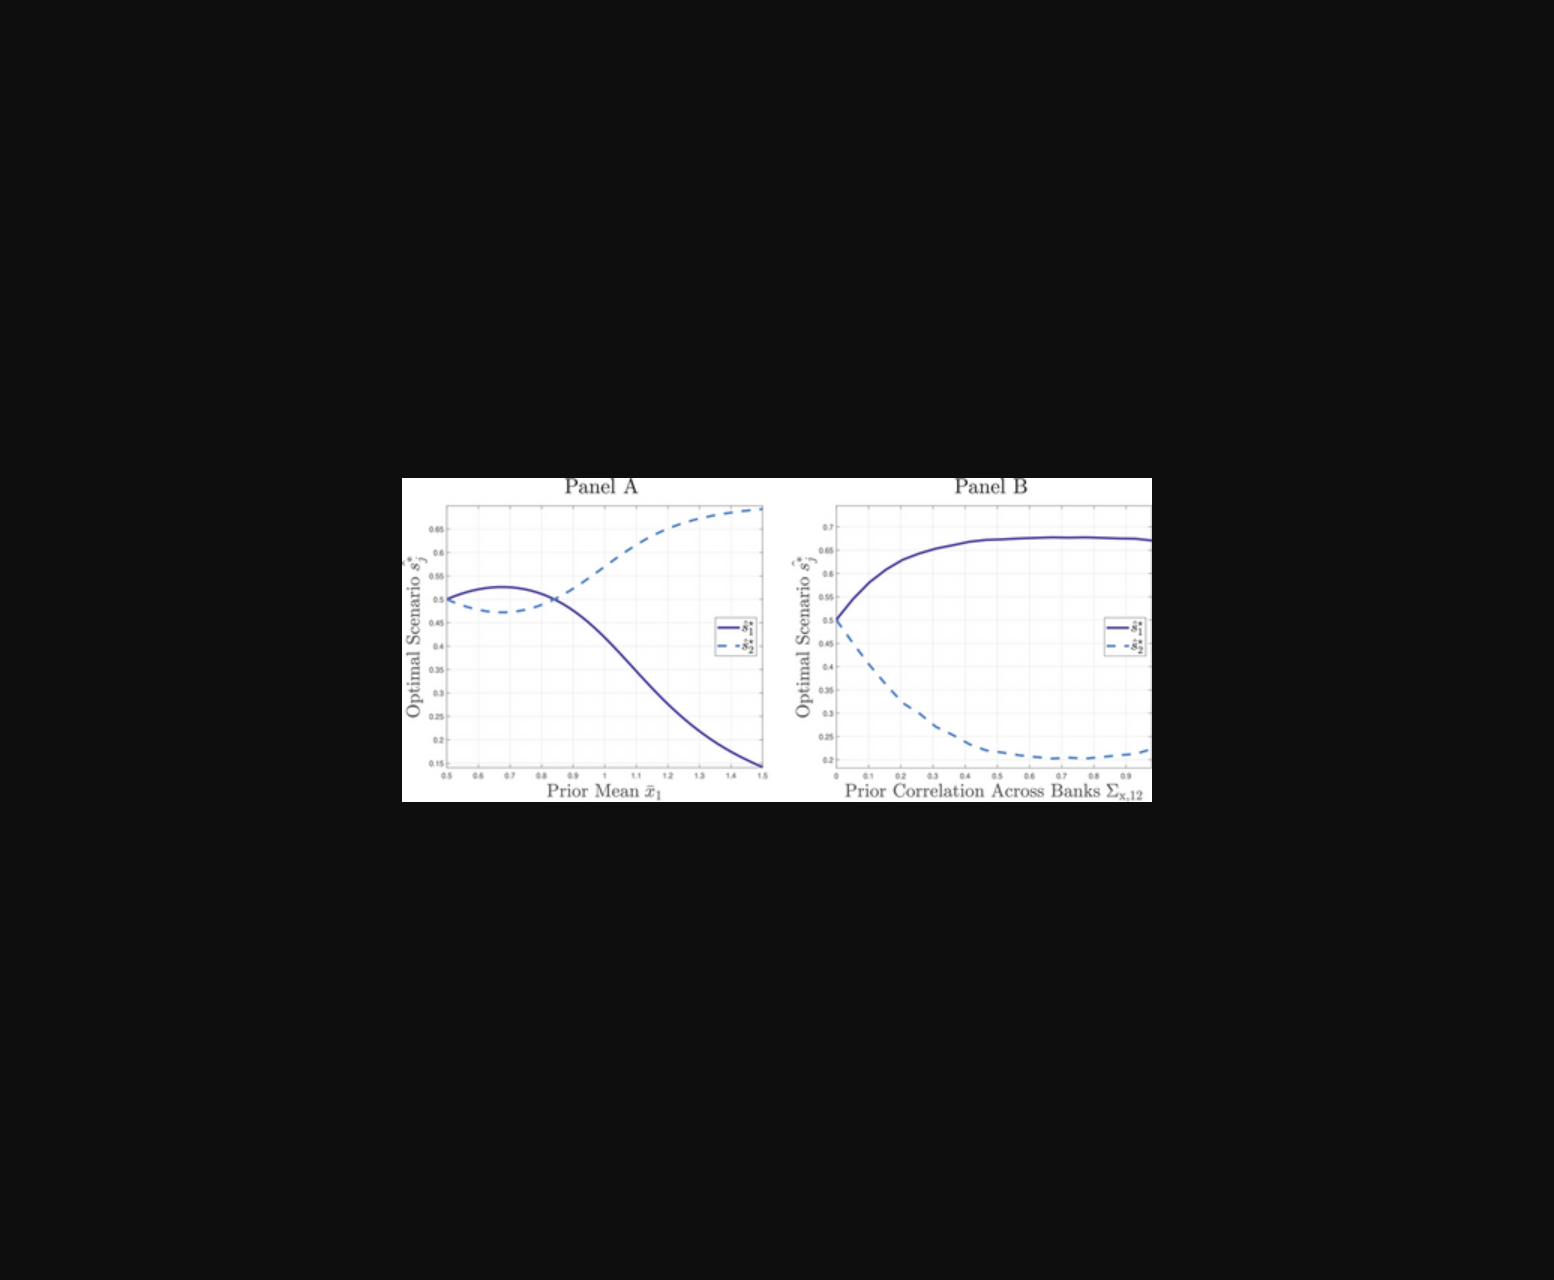 Panel A
Optimal Scenario ŝ*ⱼ
0.65
0.6
0.55
0.5
0.45
0.4
0.35
0.3
0.25
0.2
0.15
ŝ*₁
ŝ*₂
0.5 0.6 0.7 0.8 0.9 1 1.1 1.2 1.3 1.4 1.5
Prior Mean x̄₁
Panel B
Optimal Scenario ŝ*ⱼ
0.7
0.65
0.6
0.55
0.5
0.45
0.4
0.35
0.3
0.25
0.2
ŝ*₁
ŝ*₂
0 0.1 0.2 0.3 0.4 0.5 0.6 0.7 0.8 0.9
Prior Correlation Across Banks Σx,12